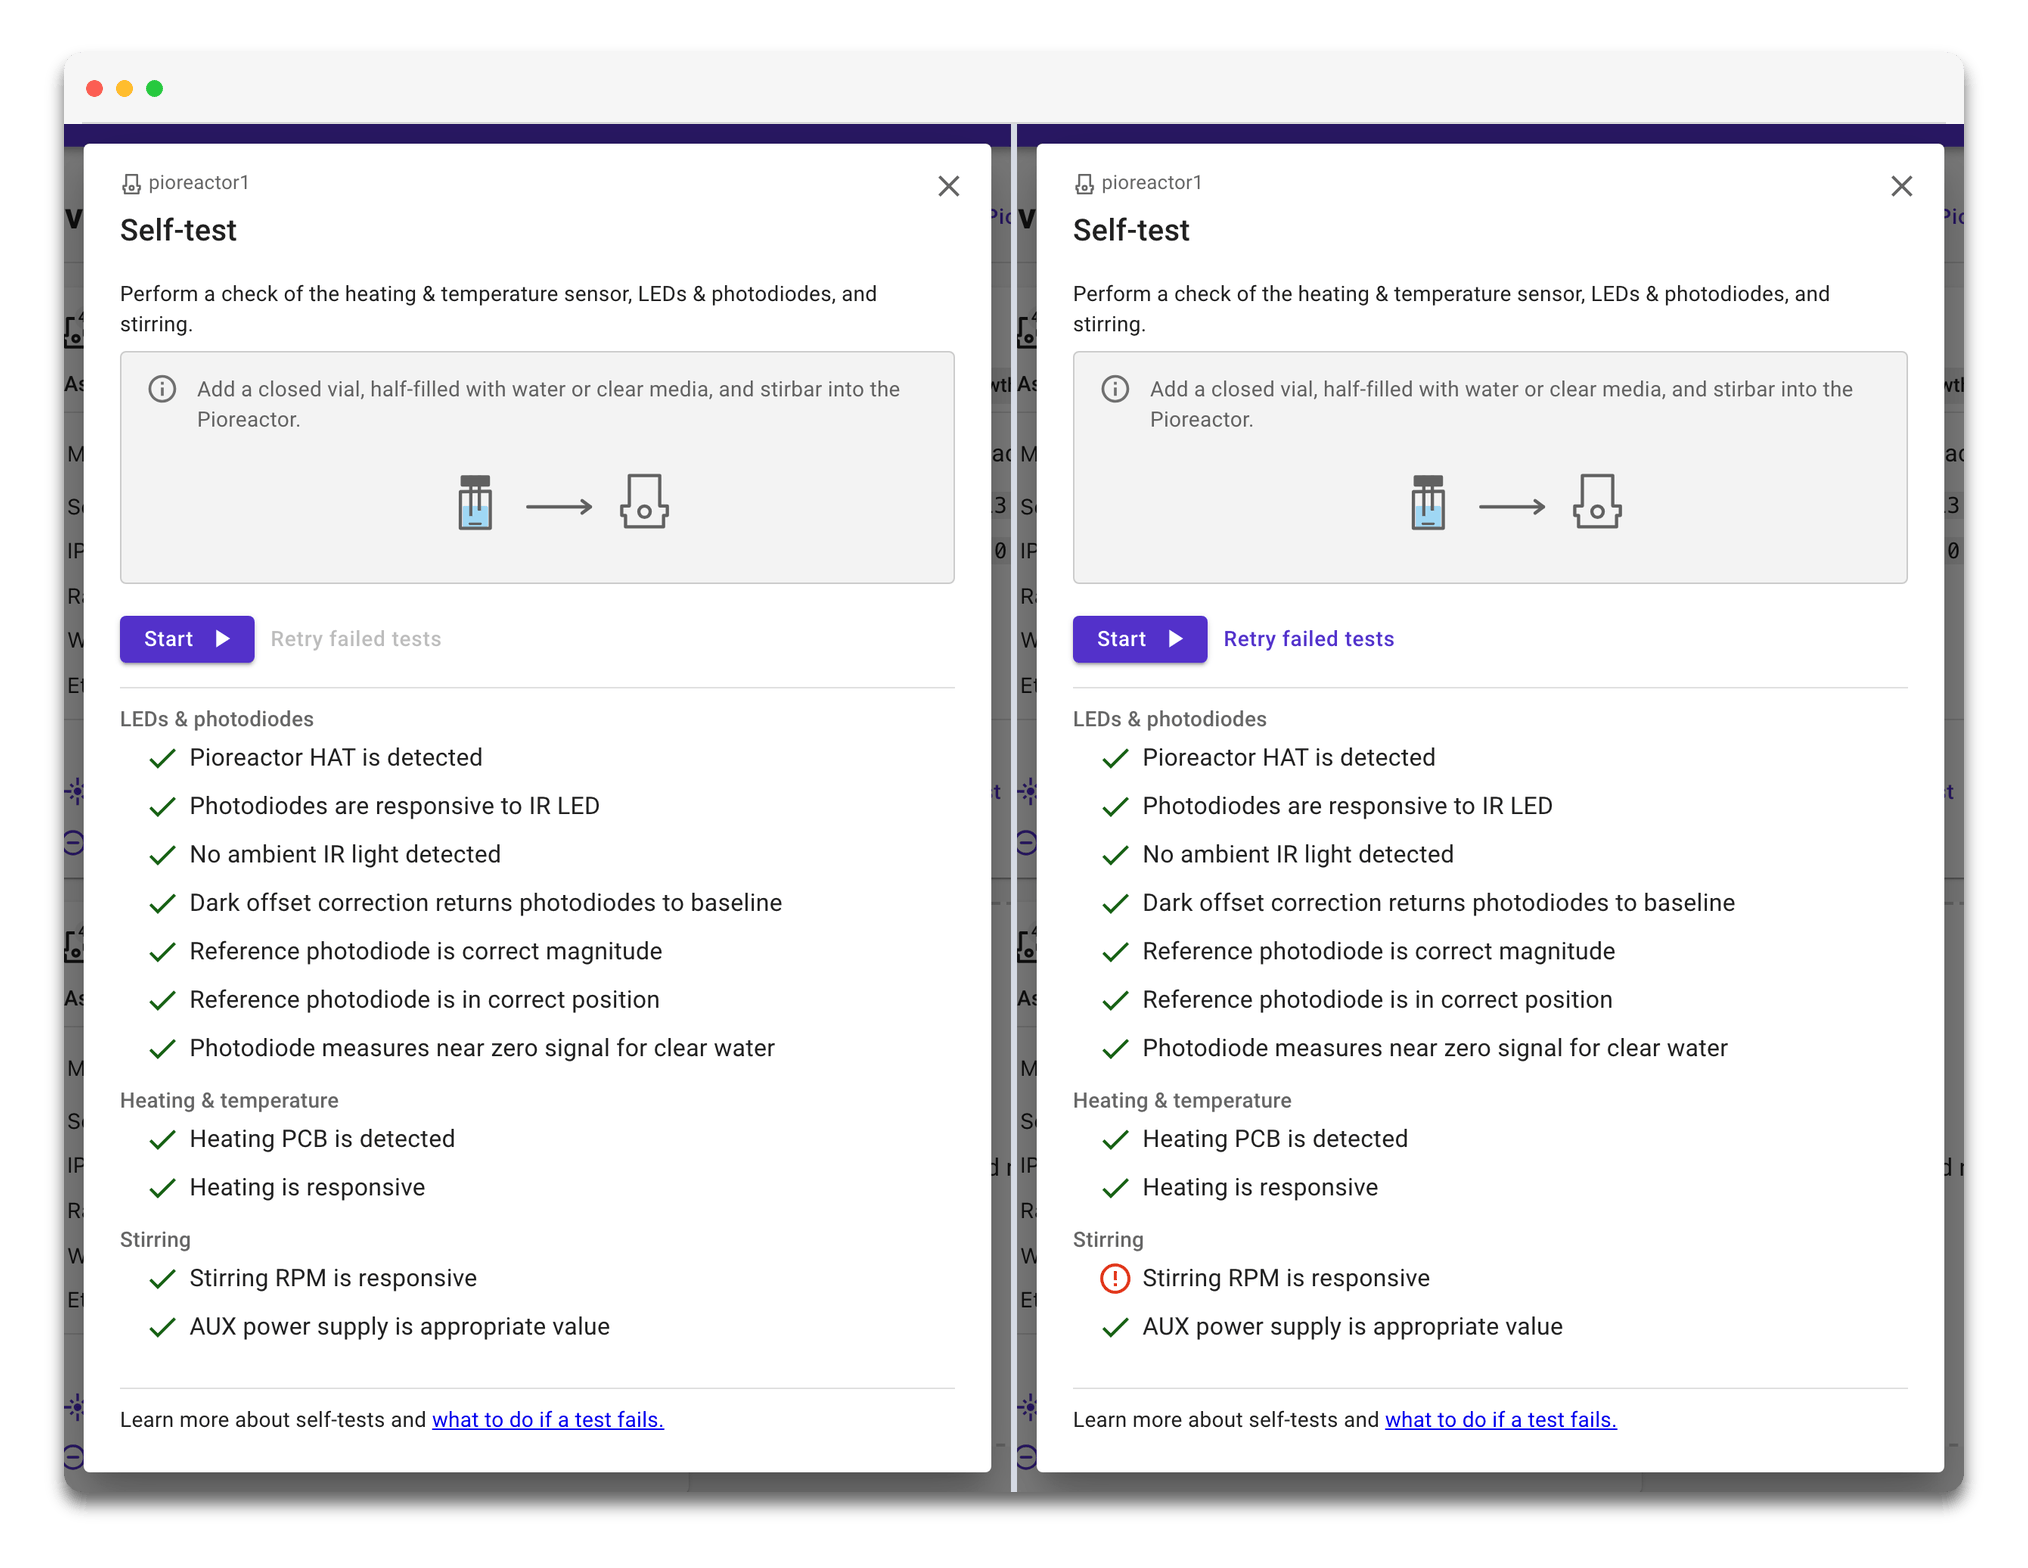 pioreactor1
Self-test
Perform a check of the heating & temperature sensor, LEDs & photodiodes, and
stirring.
Add a closed vial, half-filled with water or clear media, and stirbar into the
Pioreactor.
Start
Retry failed tests
LEDs & photodiodes
Pioreactor HAT is detected
Photodiodes are responsive to IR LED
No ambient IR light detected
Dark offset correction returns photodiodes to baseline
Reference photodiode is correct magnitude
Reference photodiode is in correct position
Photodiode measures near zero signal for clear water
Heating & temperature
Heating PCB is detected
Heating is responsive
Stirring
Stirring RPM is responsive
AUX power supply is appropriate value
Learn more about self-tests and what to do if a test fails.
pioreactor1
Self-test
Perform a check of the heating & temperature sensor, LEDs & photodiodes, and
stirring.
Add a closed vial, half-filled with water or clear media, and stirbar into the
Pioreactor.
Start
Retry failed tests
LEDs & photodiodes
Pioreactor HAT is detected
Photodiodes are responsive to IR LED
No ambient IR light detected
Dark offset correction returns photodiodes to baseline
Reference photodiode is correct magnitude
Reference photodiode is in correct position
Photodiode measures near zero signal for clear water
Heating & temperature
Heating PCB is detected
Heating is responsive
Stirring
Stirring RPM is responsive
AUX power supply is appropriate value
Learn more about self-tests and what to do if a test fails.